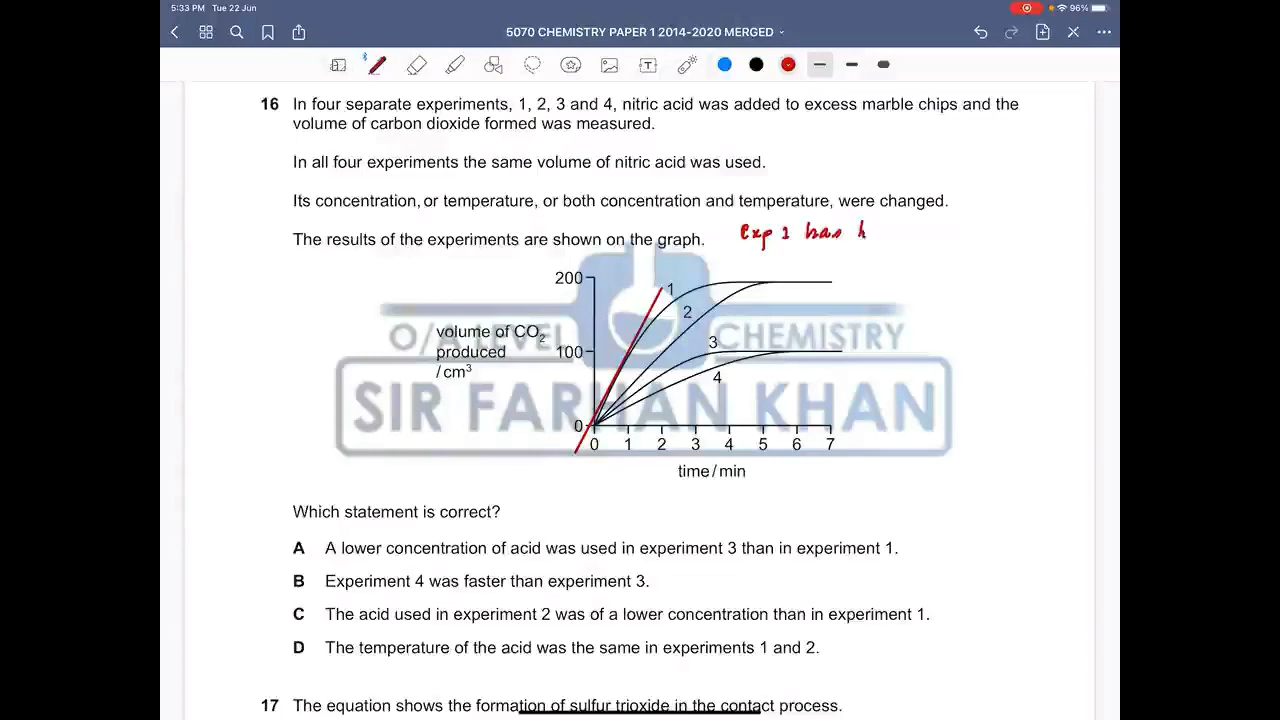 5:33 PM Tue 22 Jun
96%
5070 CHEMISTRY PAPER 1 2014-2020 MERGED
16 In four separate experiments, 1, 2, 3 and 4, nitric acid was added to excess marble chips and the
volume of carbon dioxide formed was measured.
In all four experiments the same volume of nitric acid was used.
Its concentration, or temperature, or both concentration and temperature, were changed.
The results of the experiments are shown on the graph.
exp 1 has h
200
1
2
volume of CO2
produced
/cm³
100
3
4
0
0 1 2 3 4 5 6 7
time/min
O/A LEVEL CHEMISTRY
SIR FARHAN KHAN
Which statement is correct?
A A lower concentration of acid was used in experiment 3 than in experiment 1.
B Experiment 4 was faster than experiment 3.
C The acid used in experiment 2 was of a lower concentration than in experiment 1.
D The temperature of the acid was the same in experiments 1 and 2.
17 The equation shows the formation of sulfur trioxide in the contact process.